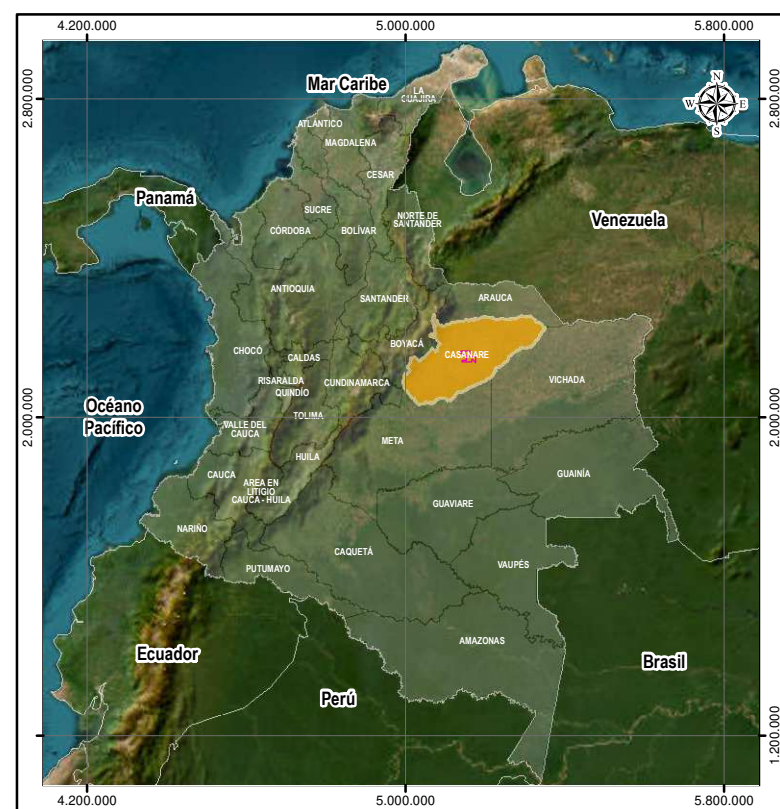 4.200.000
5.000.000
5.800.000
N
W
E
S
2.800.000
2.800.000
Mar Caribe
LA
GUAJIRA
ATLÁNTICO
MAGDALENA
CESAR
Panamá
SUCRE
NORTE DE
SANTANDER
Venezuela
CÓRDOBA
BOLÍVAR
ANTIOQUIA
SANTANDER
ARAUCA
CHOCÓ
BOYACÁ
CALDAS
CASANARE
RISARALDA
CUNDINAMARCA
VICHADA
QUINDÍO
Océano
Pacífico
TOLIMA
2.000.000
2.000.000
VALLE DEL
CAUCA
META
HUILA
CAUCA
AREA EN
LITIGIO
CAUCA - HUILA
GUAINÍA
GUAVIARE
NARIÑO
CAQUETÁ
VAUPÉS
PUTUMAYO
AMAZONAS
Ecuador
Brasil
Perú
1.200.000
1.200.000
4.200.000
5.000.000
5.800.000